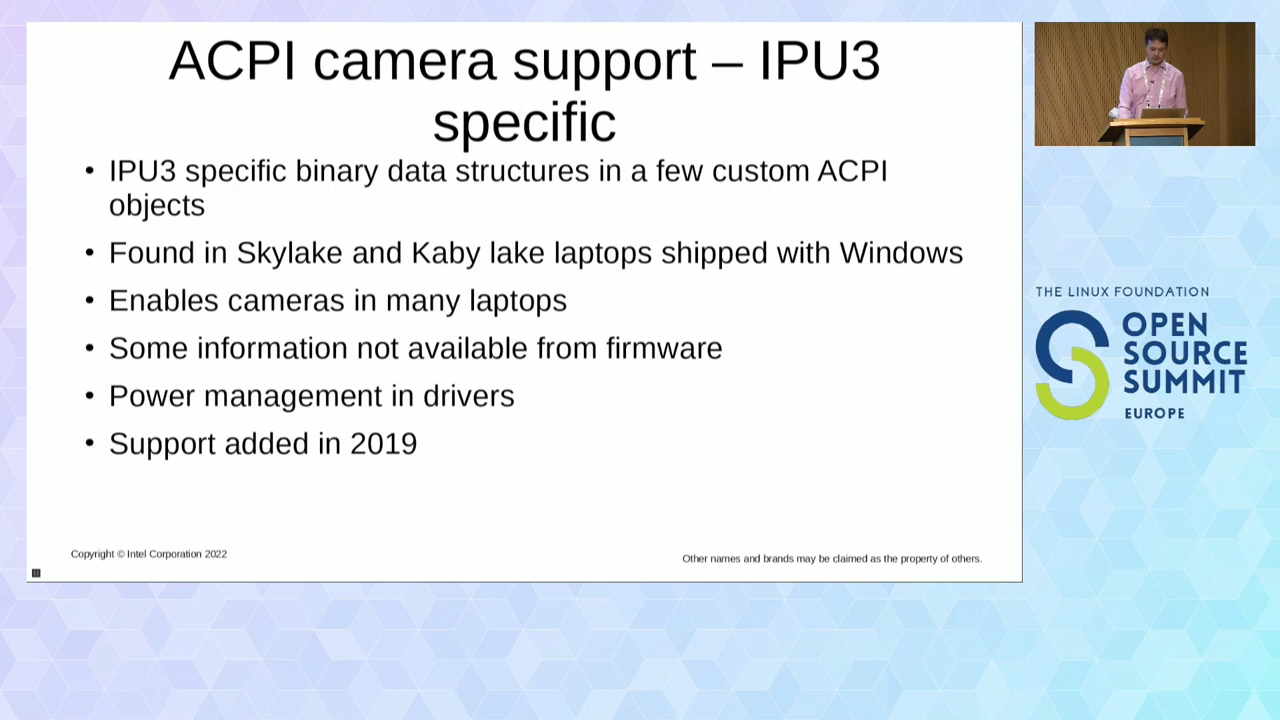 ACPI camera support – IPU3
specific
• IPU3 specific binary data structures in a few custom ACPI
objects
• Found in Skylake and Kaby lake laptops shipped with Windows
• Enables cameras in many laptops
• Some information not available from firmware
• Power management in drivers
• Support added in 2019
Copyright © Intel Corporation 2022
Other names and brands may be claimed as the property of others.
THE LINUX FOUNDATION
OPEN
SOURCE
SUMMIT
EUROPE